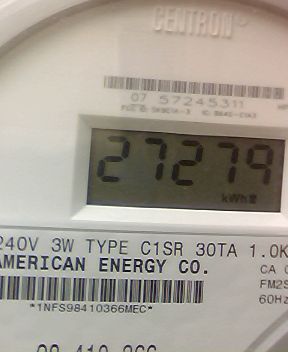 CENTRON
07 57245311
27279
kWh
240V 3W TYPE C1SR 30TA 1.0K
AMERICAN ENERGY CO.
CA
FM2S
60Hz
*1NFS98410366MEC*